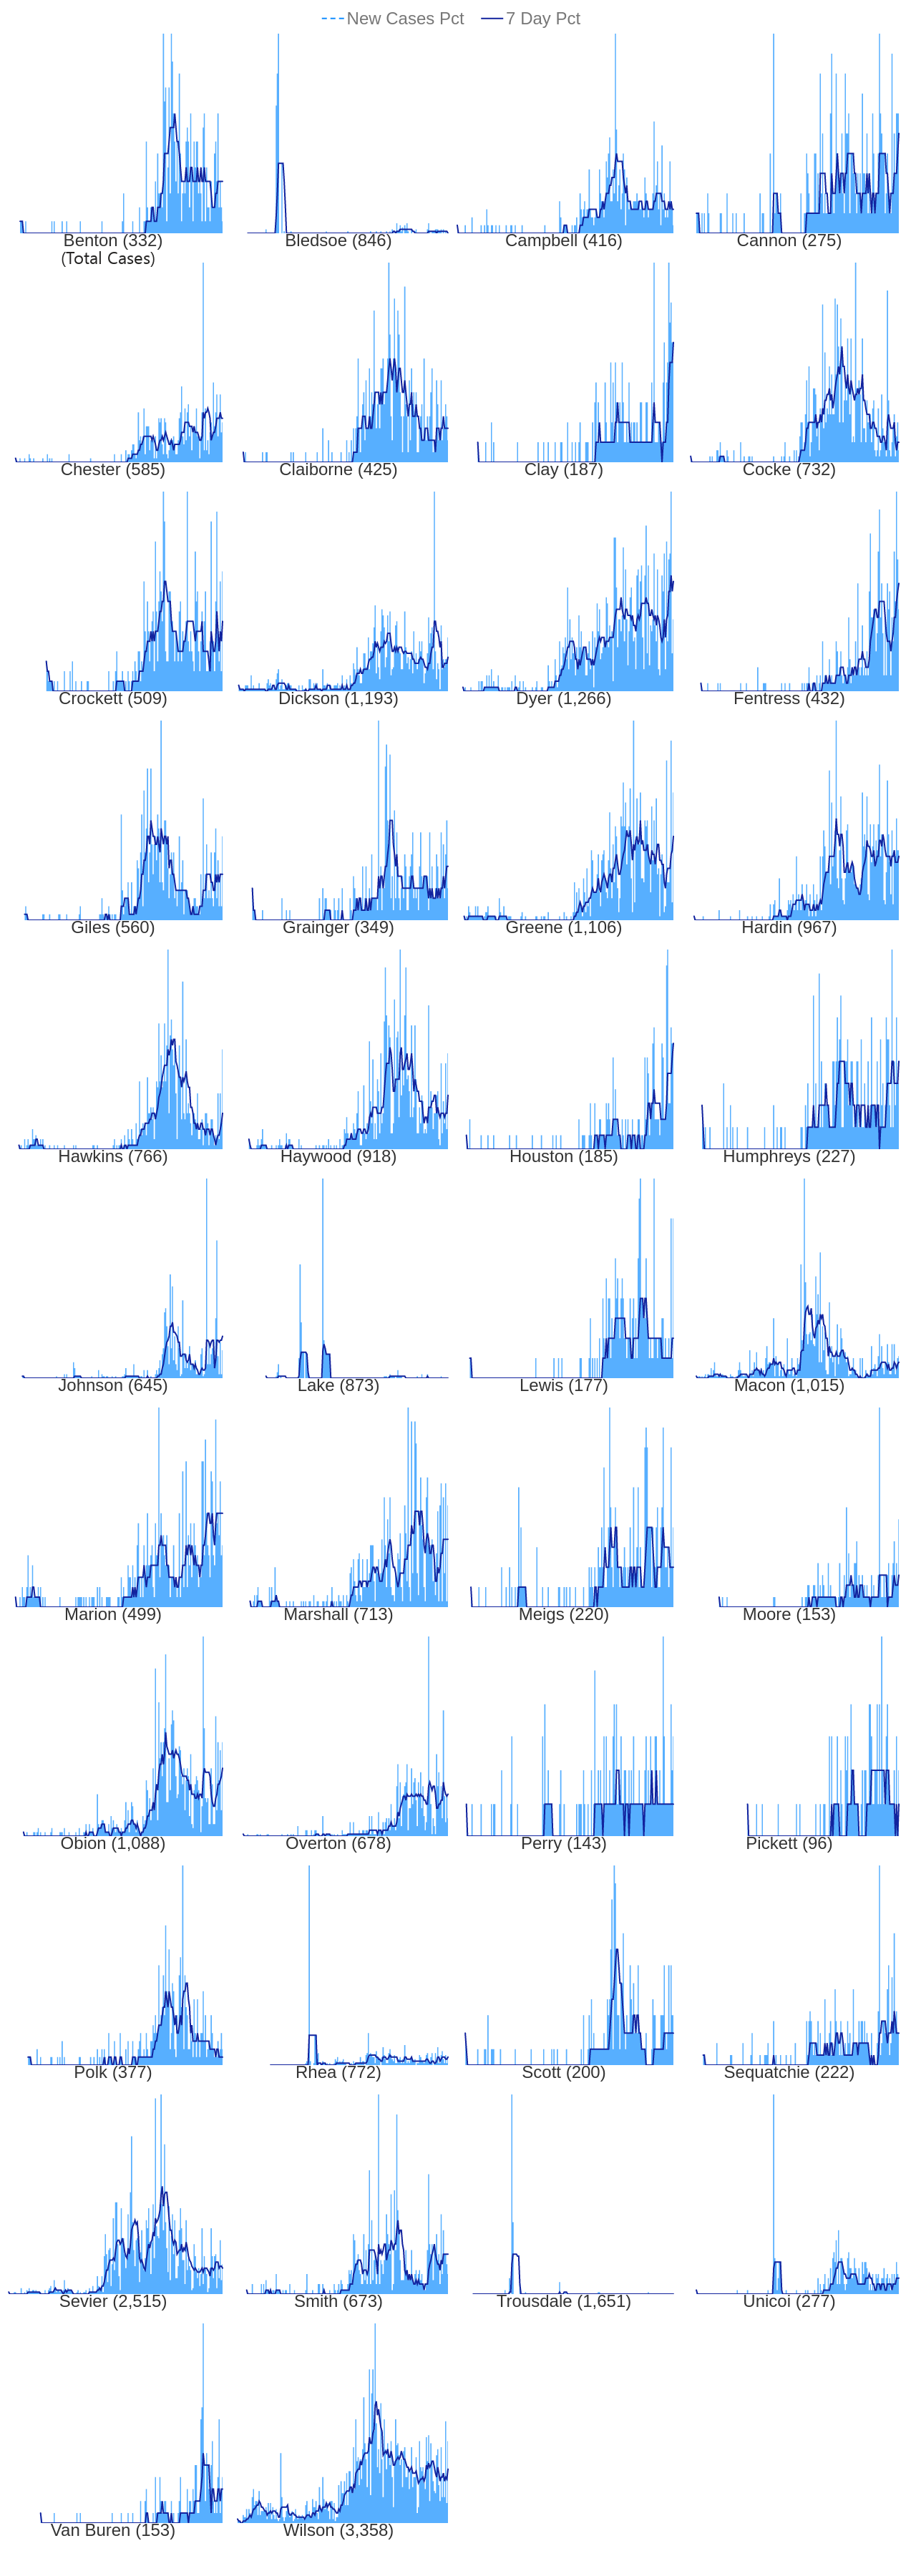 New Cases Pct 7 Day Pct
Benton (332) Bledsoe (846) Campbell (416) Cannon (275)
(Total Cases)
Chester (585) Claiborne (425) Clay (187) Cocke (732)
Crockett (509) Dickson (1,193) Dyer (1,266) Fentress (432)
Giles (560) Grainger (349) Greene (1,106) Hardin (967)
Hawkins (766) Haywood (918) Houston (185) Humphreys (227)
Johnson (645) Lake (873) Lewis (177) Macon (1,015)
Marion (499) Marshall (713) Meigs (220) Moore (153)
Obion (1,088) Overton (678) Perry (143) Pickett (96)
Polk (377) Rhea (772) Scott (200) Sequatchie (222)
Sevier (2,515) Smith (673) Trousdale (1,651) Unicoi (277)
Van Buren (153) Wilson (3,358)